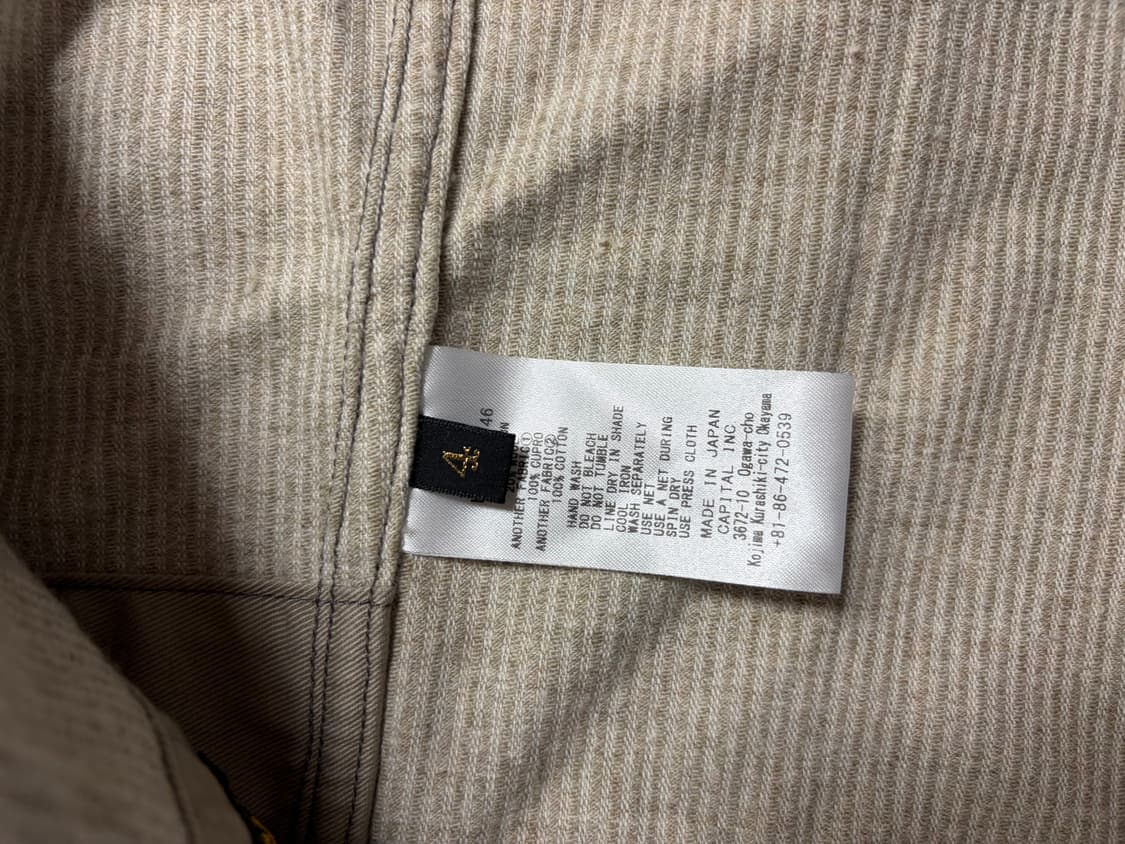 4
46
ANOTHER FABRIC①
100% CUPRO
ANOTHER FABRIC②
100% COTTON
HAND WASH
DO NOT BLEACH
DO NOT TUMBLE
LINE DRY IN SHADE
COOL IRON
WASH SEPARATELY
USE NET
USE A NET DURING
SPIN DRY
USE PRESS CLOTH
MADE IN JAPAN
CAPITAL INC.
3672-10 Ogawa-cho
Kojima Kurashiki-city Okayama
+81-86-472-0539